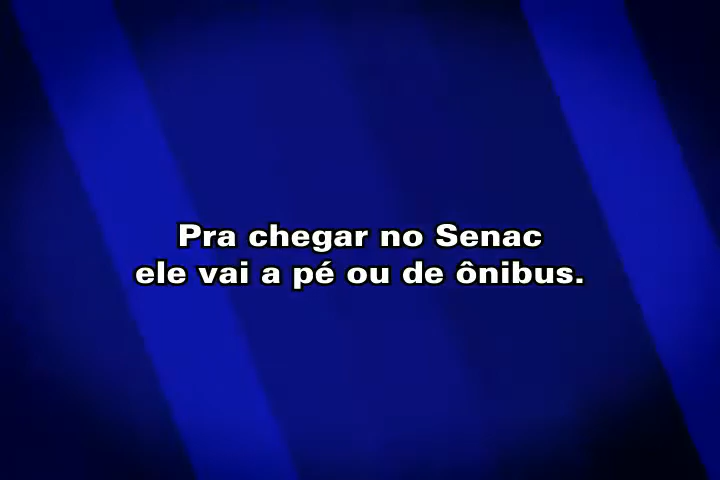 Pra chegar no Senac
ele vai a pé ou de ônibus.